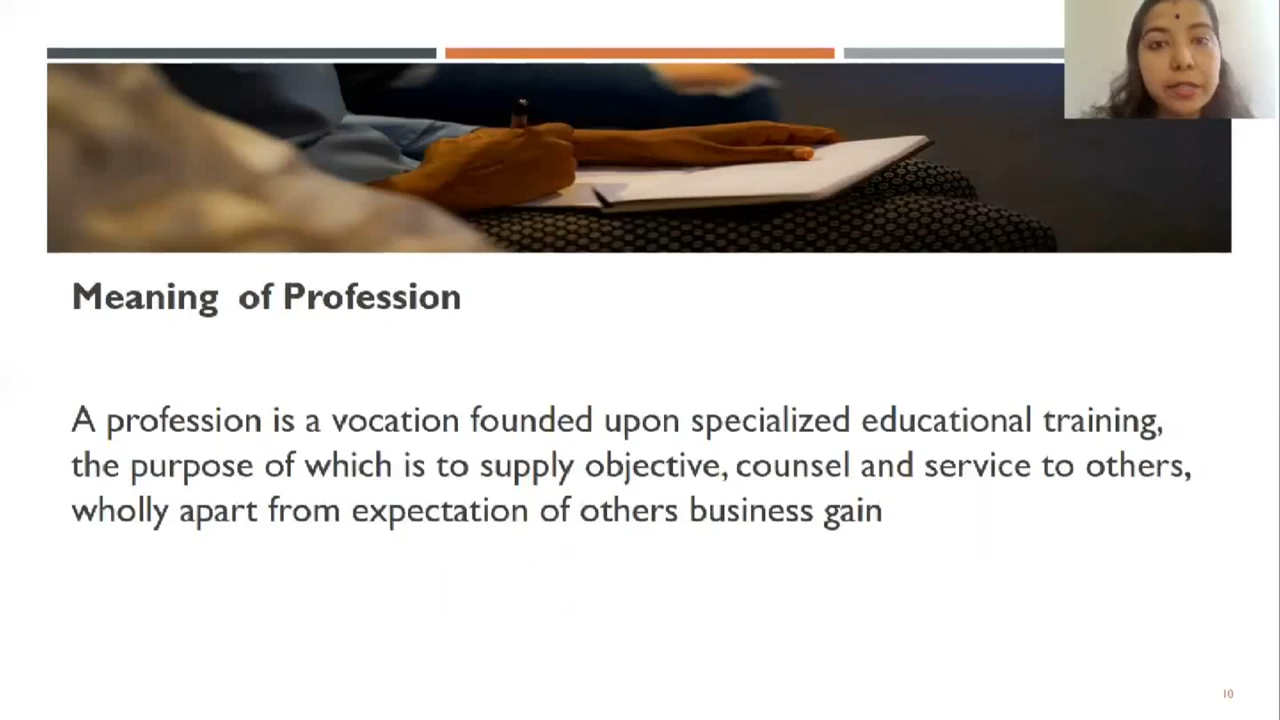 Meaning of Profession
A profession is a vocation founded upon specialized educational training,
the purpose of which is to supply objective, counsel and service to others,
wholly apart from expectation of others business gain
10